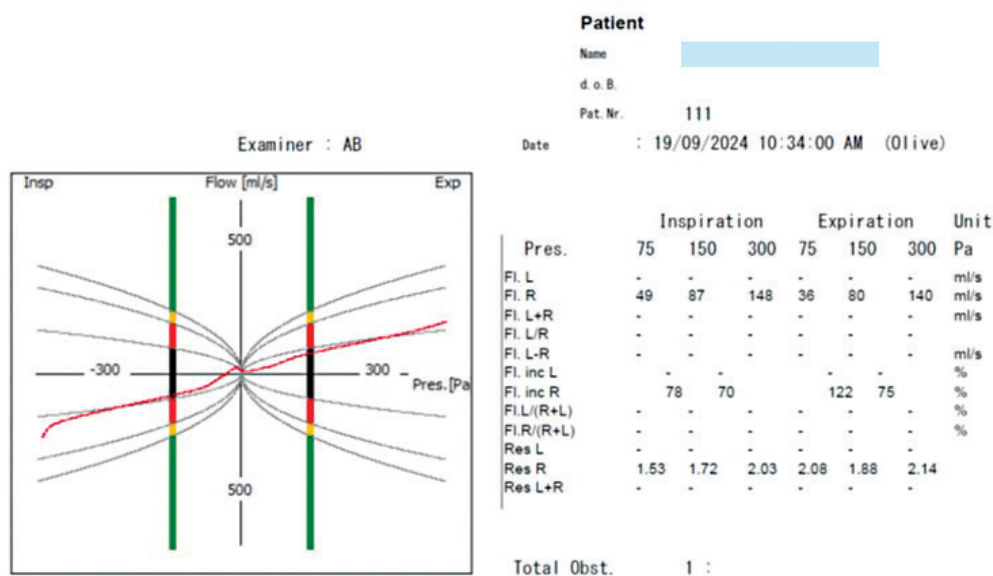 Patient
Name
d. o. B.
Pat. Nr. 111
Examiner : AB
Date : 19/09/2024 10:34:00 AM (Olive)
Insp Flow [ml/s] Exp
500
-300 300 Pres.[Pa
500
Inspiration Expiration Unit
Pres. 75 150 300 75 150 300 Pa
Fl. L - - - - - - ml/s
Fl. R 49 87 148 36 80 140 ml/s
Fl. L+R - - - - - - ml/s
Fl. L/R - - - - - -
Fl. L-R - - - - - - ml/s
Fl. inc L - - - - %
Fl. inc R 78 70 122 75 %
Fl.L/(R+L) - - - - - - %
Fl.R/(R+L) - - - - - - %
Res L - - - - - -
Res R 1.53 1.72 2.03 2.08 1.88 2.14
Res L+R - - - - - -
Total Obst. 1 :